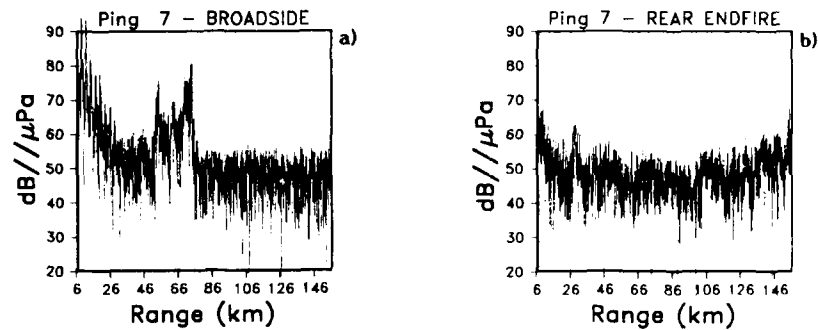 Ping 7 - BROADSIDE
a)
90
80
70
60
50
40
30
20
dB//μPa
6 26 46 66 86 106 126 146
Range (km)
Ping 7 - REAR ENDFIRE
b)
90
80
70
60
50
40
30
20
dB//μPa
6 26 46 66 86 106 126 146
Range (km)